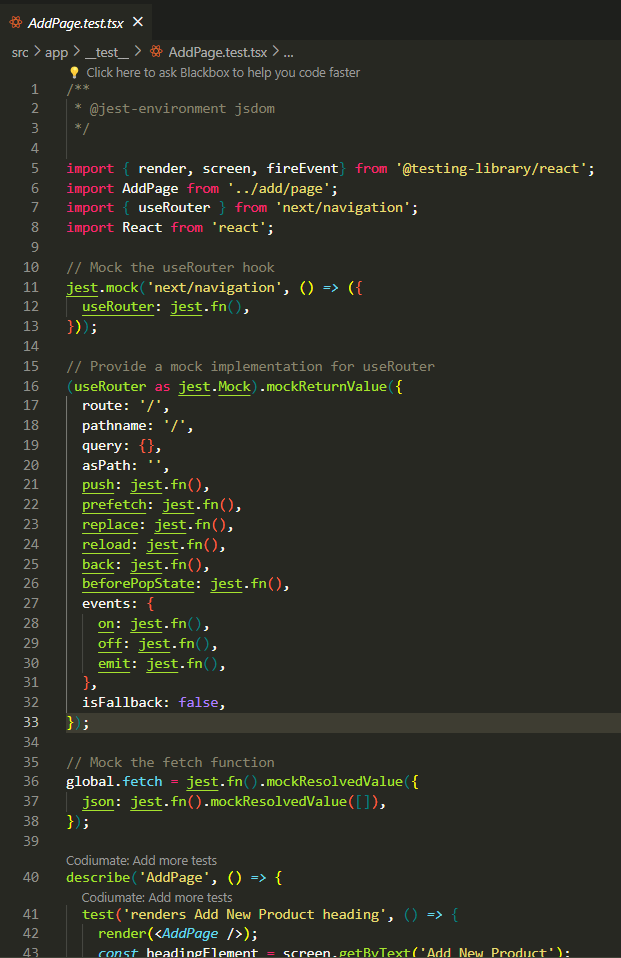 AddPage.test.tsx ×
src > app > __test__ > AddPage.test.tsx > ...
Click here to ask Blackbox to help you code faster
1 /**
2  * @jest-environment jsdom
3  */
4
5 import { render, screen, fireEvent} from '@testing-library/react';
6 import AddPage from '../add/page';
7 import { useRouter } from 'next/navigation';
8 import React from 'react';
9
10 // Mock the useRouter hook
11 jest.mock('next/navigation', () => ({
12   useRouter: jest.fn(),
13 }));
14
15 // Provide a mock implementation for useRouter
16 (useRouter as jest.Mock).mockReturnValue({
17   route: '/',
18   pathname: '/',
19   query: {},
20   asPath: '',
21   push: jest.fn(),
22   prefetch: jest.fn(),
23   replace: jest.fn(),
24   reload: jest.fn(),
25   back: jest.fn(),
26   beforePopState: jest.fn(),
27   events: {
28     on: jest.fn(),
29     off: jest.fn(),
30     emit: jest.fn(),
31   },
32   isFallback: false,
33 });
34
35 // Mock the fetch function
36 global.fetch = jest.fn().mockResolvedValue({
37   json: jest.fn().mockResolvedValue([]),
38 });
39
Codiumate: Add more tests
40 describe('AddPage', () => {
Codiumate: Add more tests
41   test('renders Add New Product heading', () => {
42     render(<AddPage />);
43     const headingElement = screen.getByText('Add New Product');